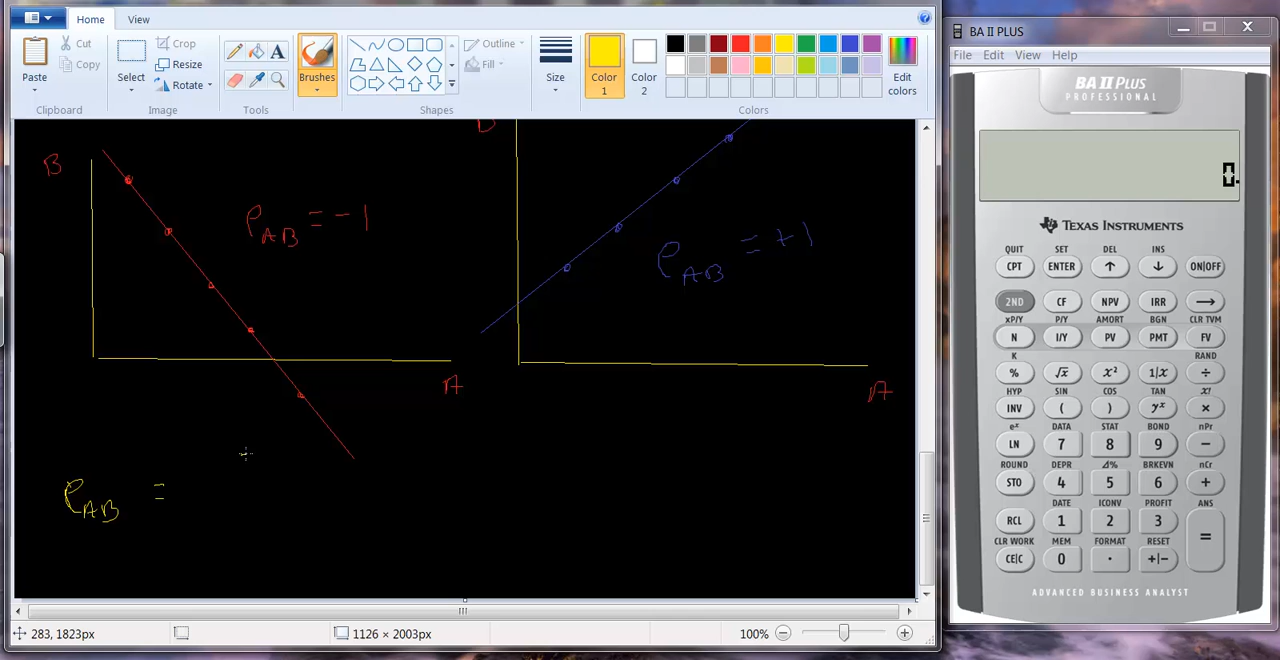 Home View
BA II PLUS
File Edit View Help
Paste
Cut
Copy
Select
Crop
Resize
Rotate
A
Brushes
Outline
Fill
Size
Color
1
Color
2
Edit
colors
Clipboard Image Tools Shapes Colors
B
ρAB = -1
A
ρAB = +1
A
ρAB =
283, 1823px
1126 × 2003px
100%
BA II PLUS
PROFESSIONAL
0.
TEXAS INSTRUMENTS
QUIT SET DEL INS
CPT ENTER ↑ ↓ ON|OFF
2ND CF NPV IRR →
xP/Y P/Y AMORT BGN CLR TVM
N I/Y PV PMT FV
K RAND
% √x x² 1/x ÷
HYP SIN COS TAN x!
INV ( ) yˣ ×
eˣ DATA STAT BOND nPr
LN 7 8 9 −
ROUND DEPR Δ% BRKEVN nCr
STO 4 5 6 +
DATE ICONV PROFIT ANS
RCL 1 2 3 =
CLR WORK MEM FORMAT RESET
CE|C 0 . +|−
ADVANCED BUSINESS ANALYST